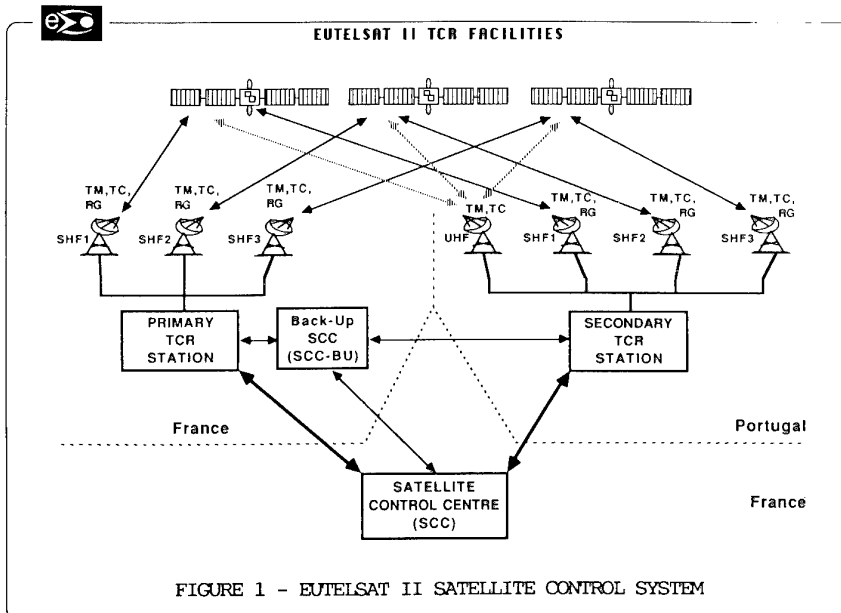 e
EUTELSAT II TCR FACILITIES
TM,TC,
RG
TM,TC,
RG
TM,TC,
RG
TM,TC
TM,TC,
RG
TM,TC,
RG
TM,TC,
RG
SHF1
SHF2
SHF3
UHF
SHF1
SHF2
SHF3
PRIMARY
TCR
STATION
Back-Up
SCC
(SCC-BU)
SECONDARY
TCR
STATION
France
Portugal
SATELLITE
CONTROL CENTRE
(SCC)
France
FIGURE 1 - EUTELSAT II SATELLITE CONTROL SYSTEM